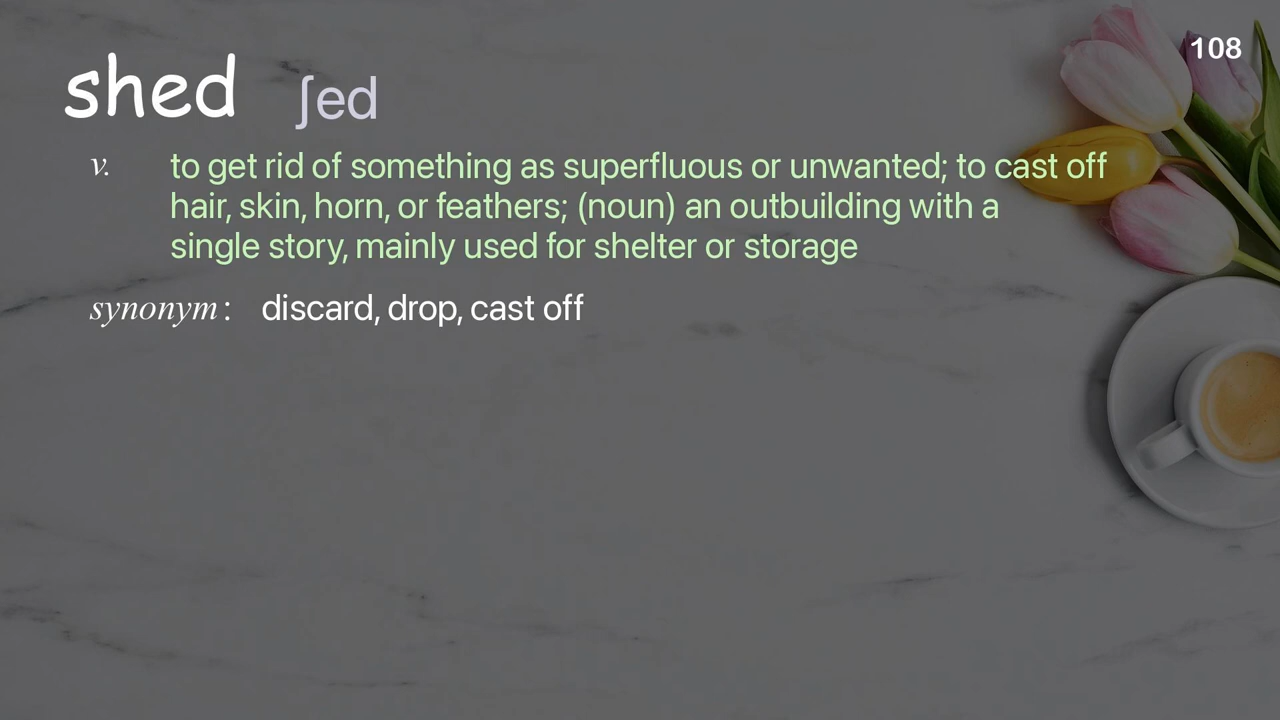 108
shed ʃed
v. to get rid of something as superfluous or unwanted; to cast off
hair, skin, horn, or feathers; (noun) an outbuilding with a
single story, mainly used for shelter or storage
synonym : discard, drop, cast off